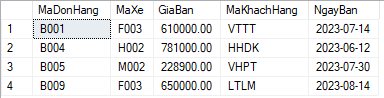 MaDonHang MaXe GiaBan MaKhachHang NgayBan
1 B001 F003 610000.00 VTTT 2023-07-14
2 B004 H002 781000.00 HHDK 2023-06-12
3 B005 M002 228900.00 VHPT 2023-07-30
4 B009 F003 650000.00 LTLM 2023-08-14